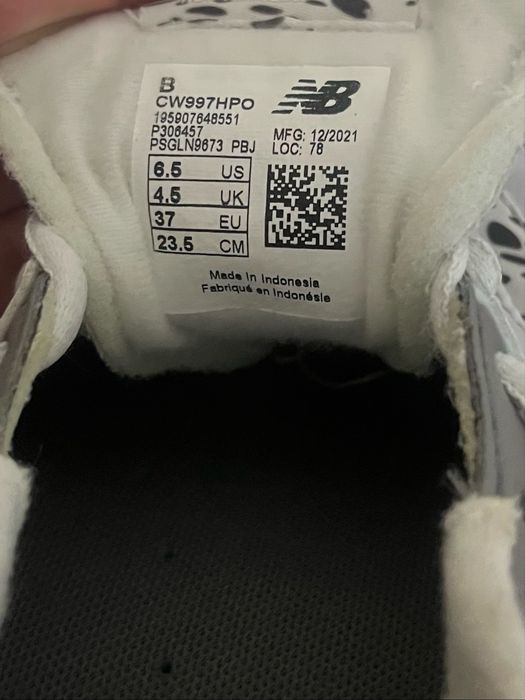 B
CW997HPO
195907648551
P306457
PSGLN9673 PBJ
NB
MFG: 12/2021
LOC: 78
6.5 US
4.5 UK
37 EU
23.5 CM
Made in Indonesia
Fabriqué en Indonésie